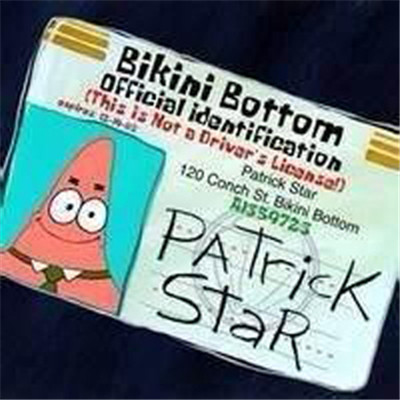 Bikini Bottom
Official identification
(This is Not a Driver's License!)
Patrick Star
120 Conch St. Bikini Bottom
PATricK
StaR